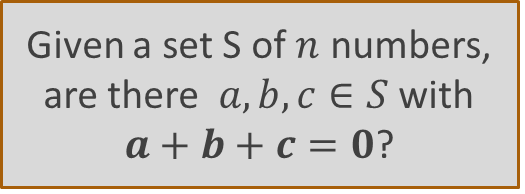 Given a set S of n numbers,
are there a, b, c ∈ S with
a + b + c = 0?